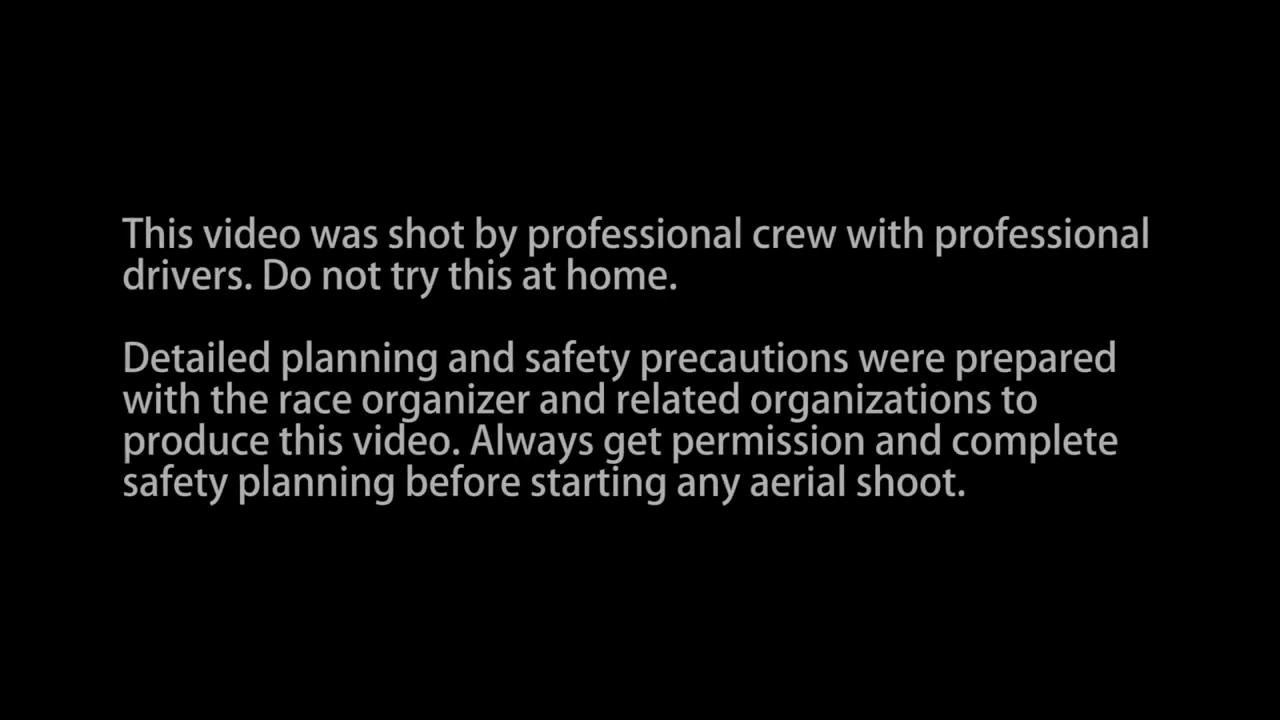 This video was shot by professional crew with professional
drivers. Do not try this at home.
Detailed planning and safety precautions were prepared
with the race organizer and related organizations to
produce this video. Always get permission and complete
safety planning before starting any aerial shoot.